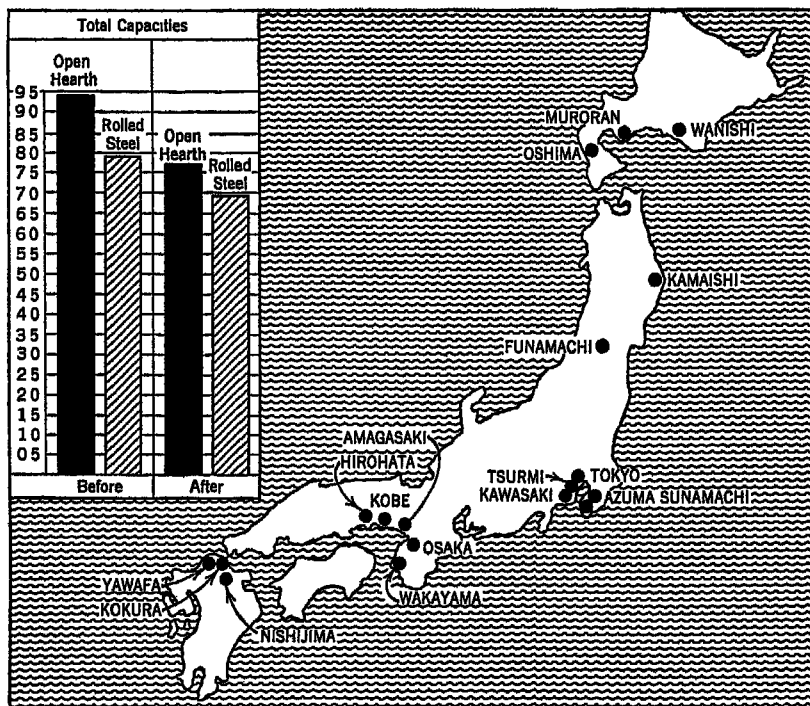 Total Capacities
Open
Hearth
Rolled
Steel
Open
Hearth
Rolled
Steel
95
90
85
80
75
70
65
60
55
50
45
40
35
30
25
20
15
10
05
Before
After
MURORAN
WANISHI
OSHIMA
KAMAISHI
FUNAMACHI
AMAGASAKI
HIROHATA
KOBE
TSURMI
TOKYO
KAWASAKI
AZUMA SUNAMACHI
OSAKA
YAWAFA
WAKAYAMA
KOKURA
NISHIJIMA